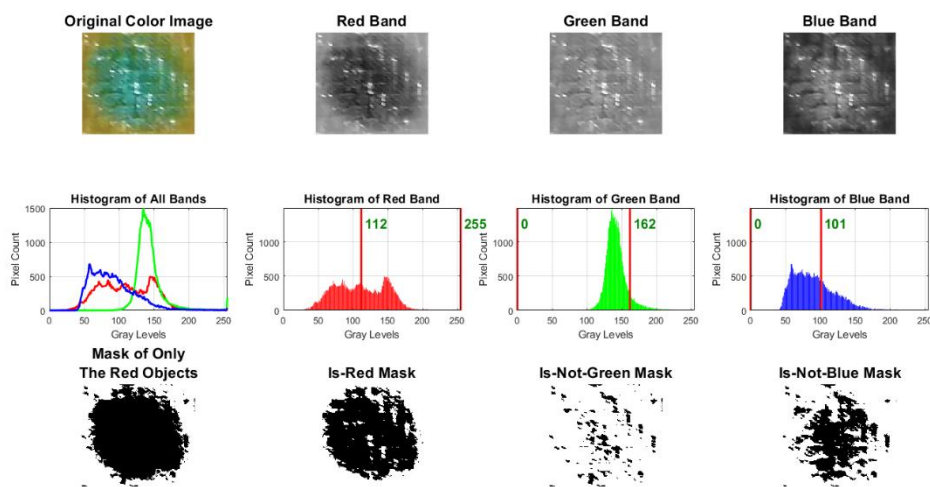 Original Color Image
Red Band
Green Band
Blue Band
Histogram of All Bands
1500
1000
500
0
Pixel Count
0 50 100 150 200 250
Gray Levels
Histogram of Red Band
112
255
1000
500
0
Pixel Count
0 50 100 150 200 250
Gray Levels
Histogram of Green Band
0
162
1000
500
0
Pixel Count
0 50 100 150 200 250
Gray Levels
Histogram of Blue Band
0
101
1000
500
0
Pixel Count
0 50 100 150 200 250
Gray Levels
Mask of Only
The Red Objects
Is-Red Mask
Is-Not-Green Mask
Is-Not-Blue Mask